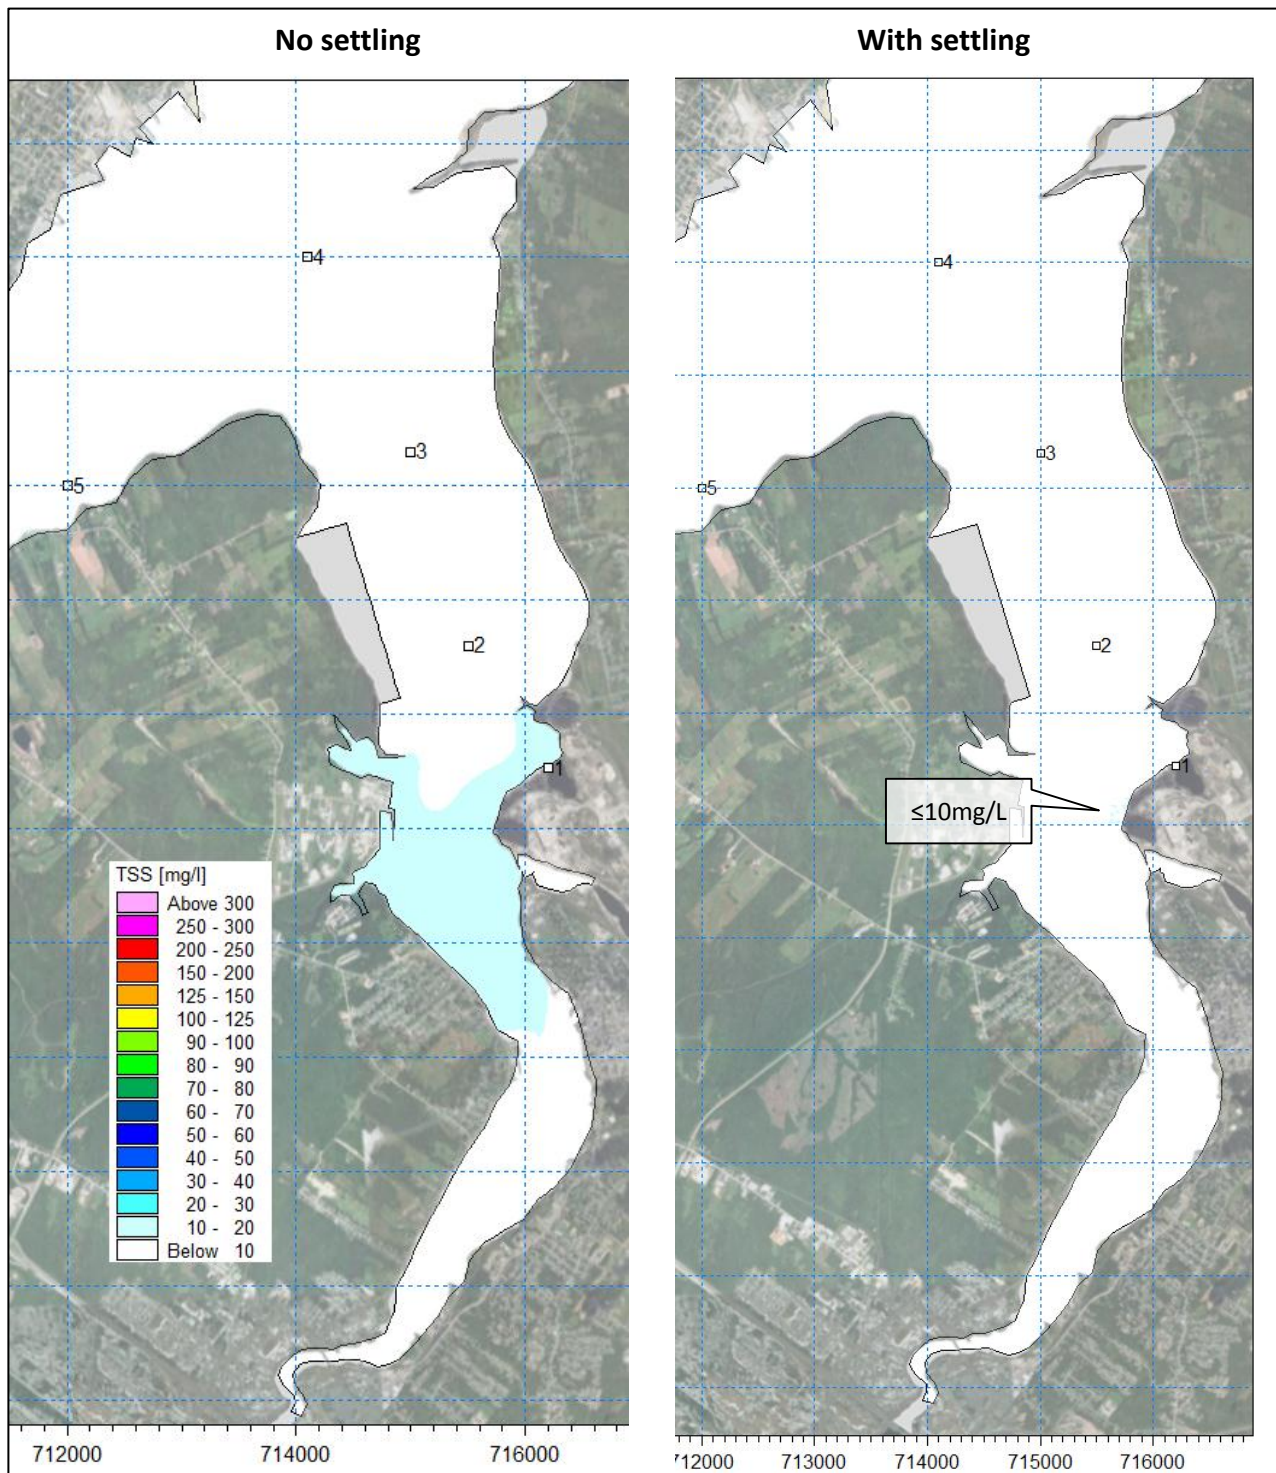 No settling
With settling
4
3
5
2
1
TSS [mg/l]
Above 300
250 - 300
200 - 250
150 - 200
125 - 150
100 - 125
90 - 100
80 - 90
70 - 80
60 - 70
50 - 60
40 - 50
30 - 40
20 - 30
10 - 20
Below 10
712000 714000 716000
4
3
5
2
1
≤10mg/L
712000 713000 714000 715000 716000